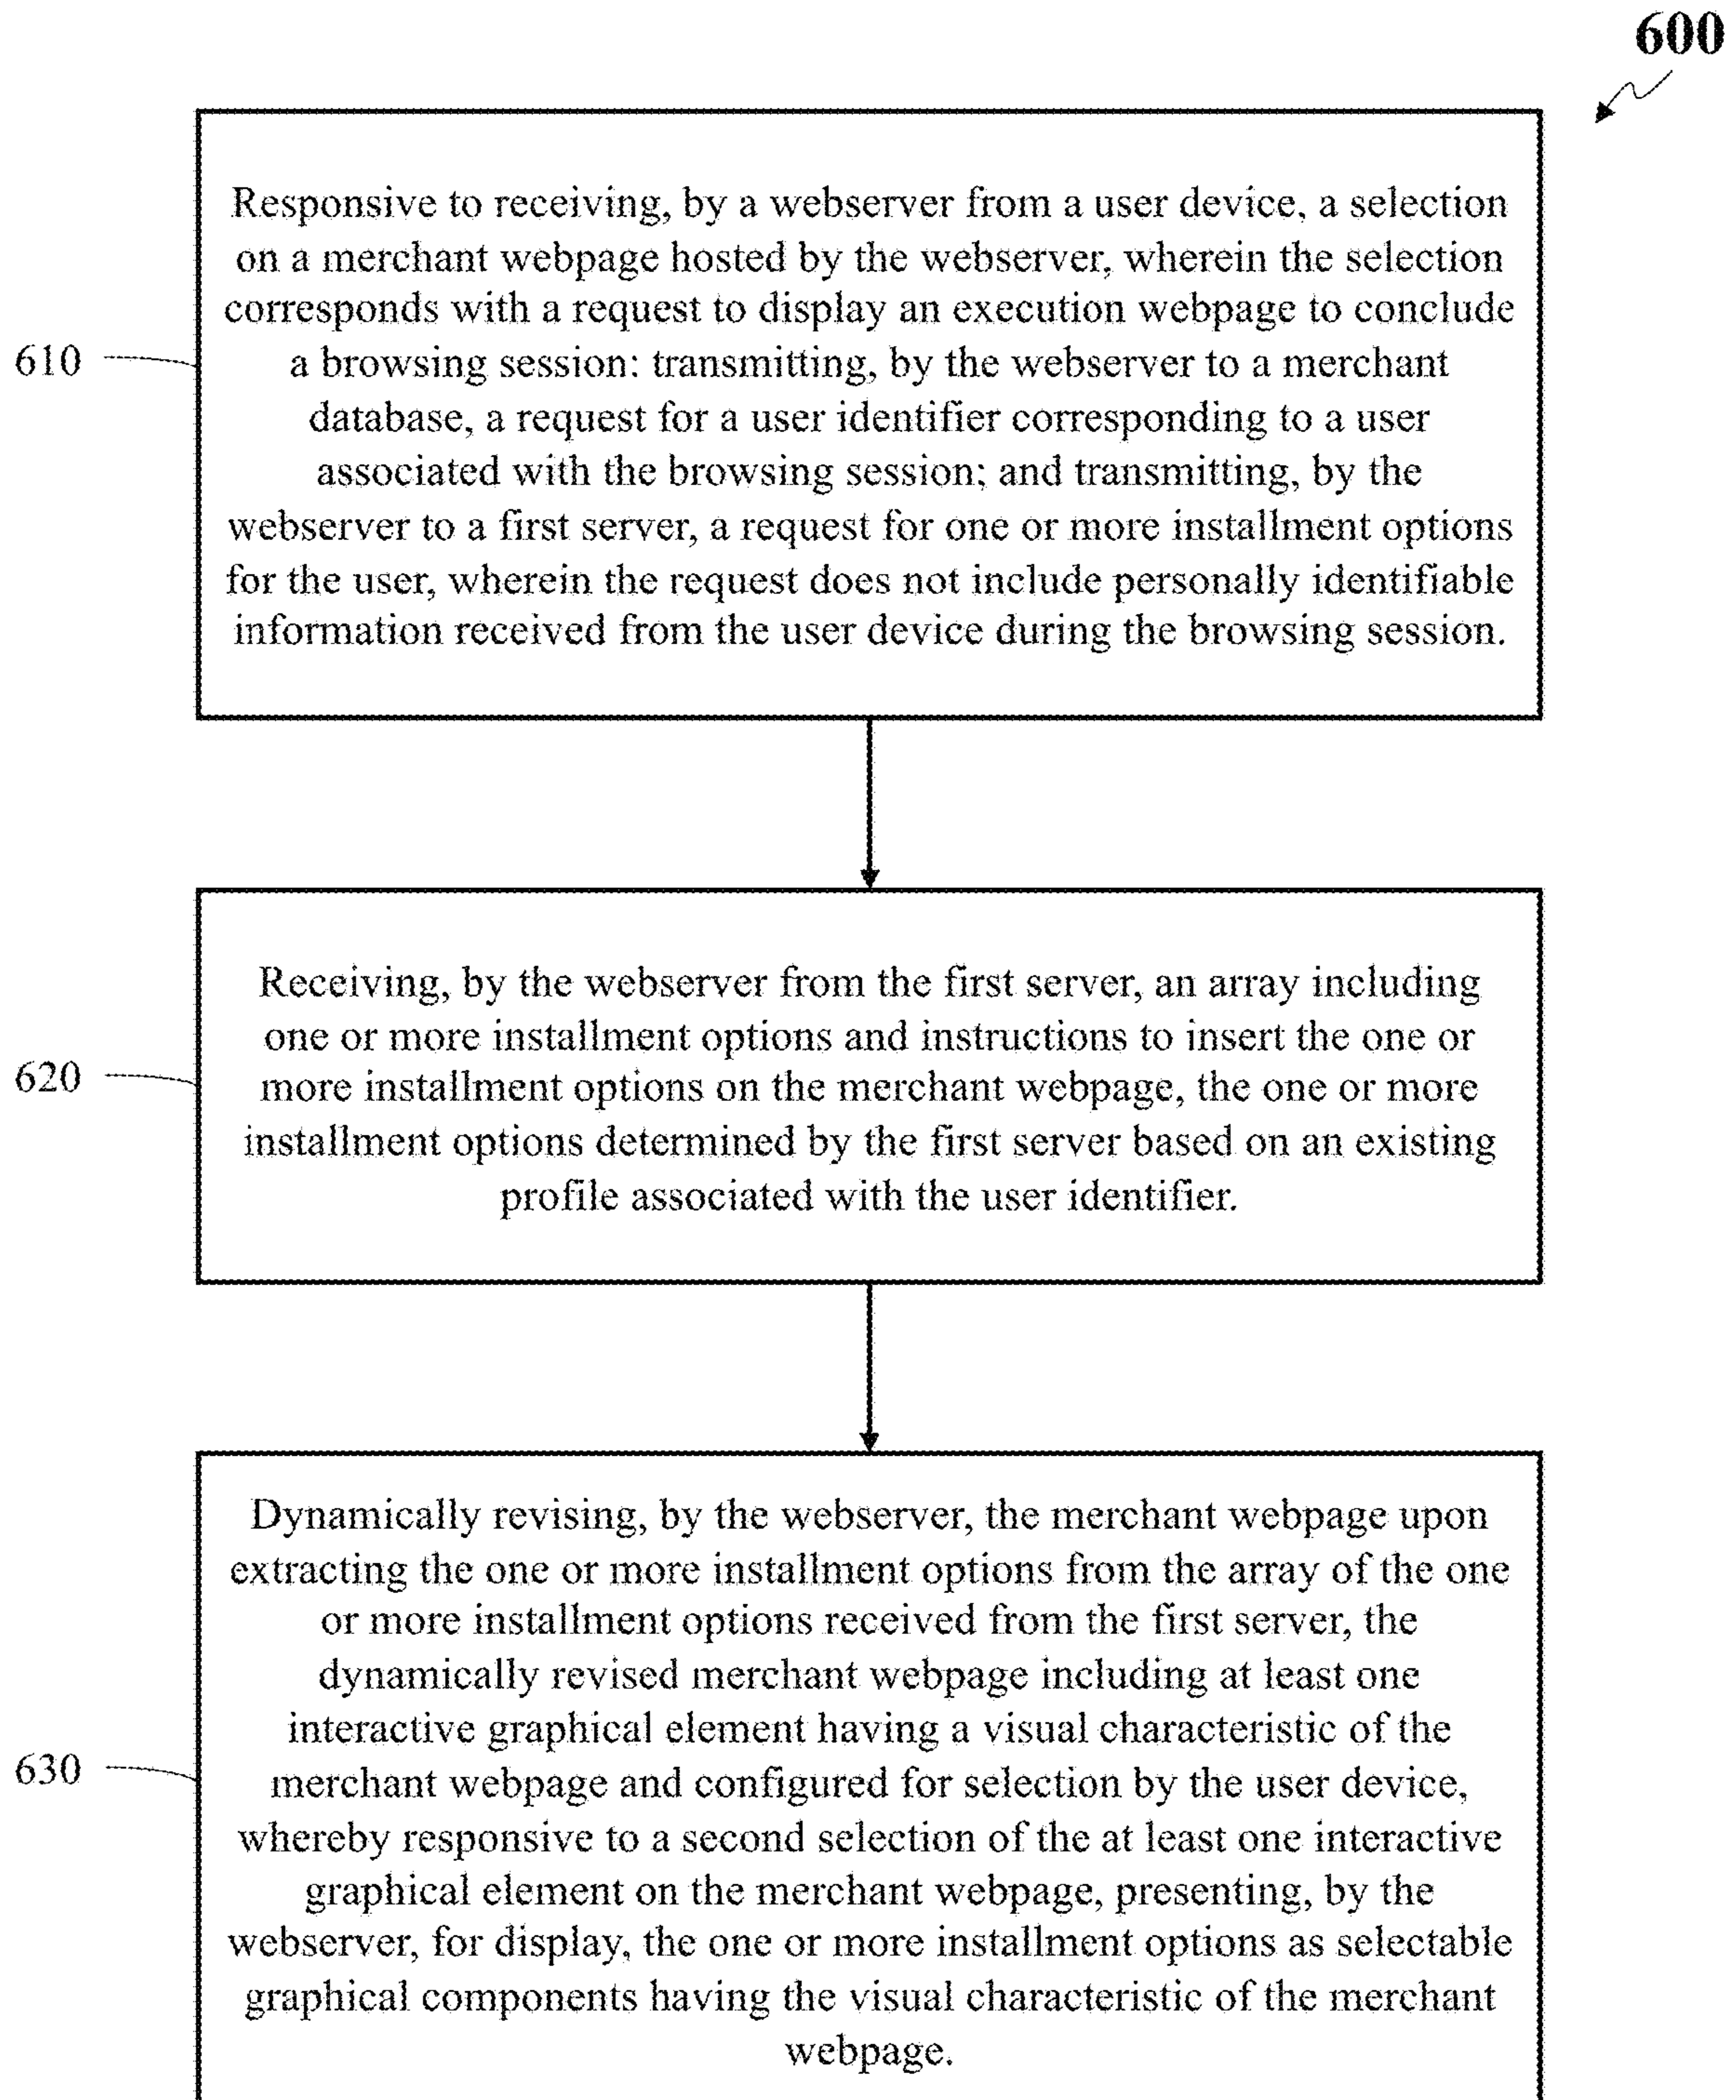 600
Responsive to receiving, by a webserver from a user device, a selection
on a merchant webpage hosted by the webserver, wherein the selection
corresponds with a request to display an execution webpage to conclude
a browsing session: transmitting, by the webserver to a merchant
database, a request for a user identifier corresponding to a user
associated with the browsing session; and transmitting, by the
webserver to a first server, a request for one or more installment options
for the user, wherein the request does not include personally identifiable
information received from the user device during the browsing session.
610
Receiving, by the webserver from the first server, an array including
one or more installment options and instructions to insert the one or
more installment options on the merchant webpage, the one or more
installment options determined by the first server based on an existing
profile associated with the user identifier.
620
Dynamically revising, by the webserver, the merchant webpage upon
extracting the one or more installment options from the array of the one
or more installment options received from the first server, the
dynamically revised merchant webpage including at least one
interactive graphical element having a visual characteristic of the
merchant webpage and configured for selection by the user device,
whereby responsive to a second selection of the at least one interactive
graphical element on the merchant webpage, presenting, by the
webserver, for display, the one or more installment options as selectable
graphical components having the visual characteristic of the merchant
webpage.
630